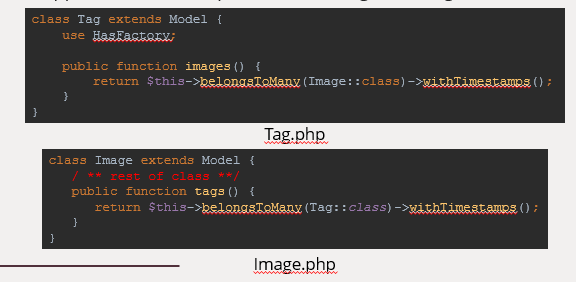 class Tag extends Model {
use HasFactory;
public function images() {
return $this->belongsToMany(Image::class)->withTimestamps();
}
}
Tag.php
class Image extends Model {
/ ** rest of class **/
public function tags() {
return $this->belongsToMany(Tag::class)->withTimestamps();
}
}
Image.php